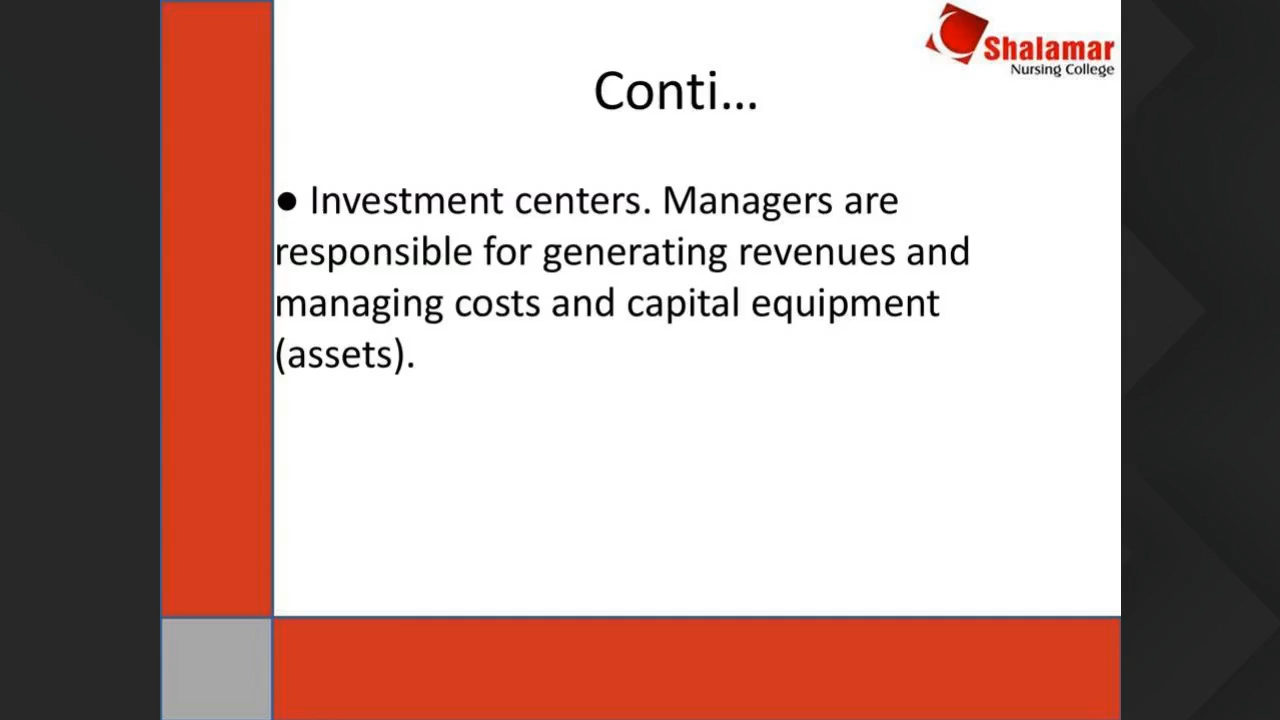 Shalamar
Nursing College
Conti...
● Investment centers. Managers are
responsible for generating revenues and
managing costs and capital equipment
(assets).